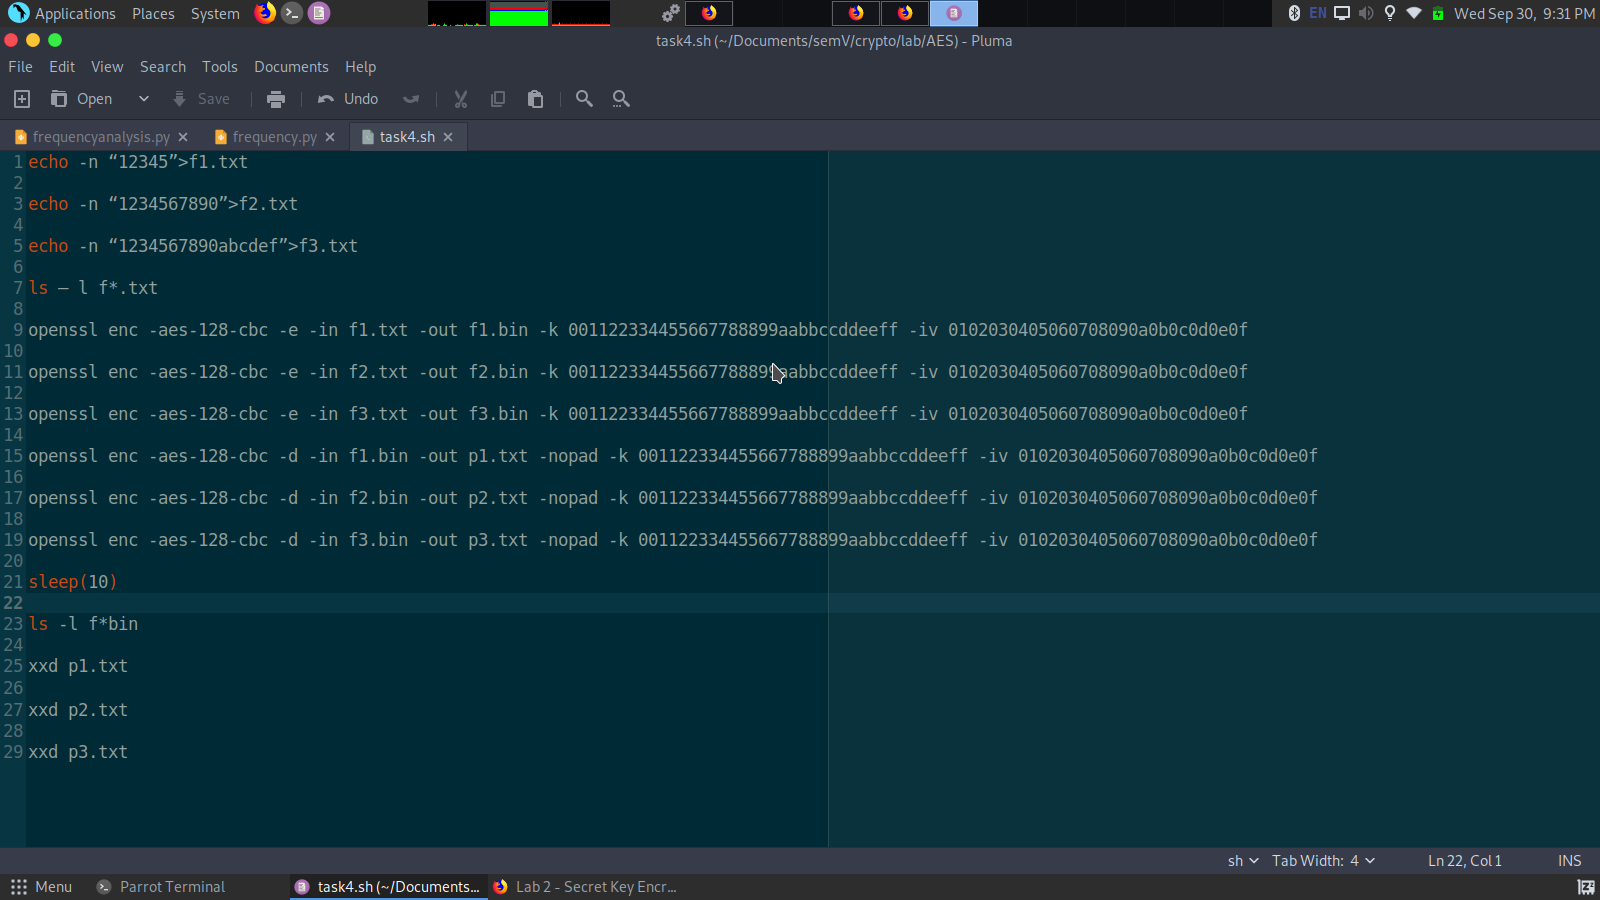 Applications Places System
EN Wed Sep 30, 9:31 PM
task4.sh (~/Documents/semV/crypto/lab/AES) - Pluma
File Edit View Search Tools Documents Help
Open Save Undo
frequencyanalysis.py frequency.py task4.sh
1 echo -n “12345”>f1.txt
2
3 echo -n “1234567890”>f2.txt
4
5 echo -n “1234567890abcdef”>f3.txt
6
7 ls – l f*.txt
8
9 openssl enc -aes-128-cbc -e -in f1.txt -out f1.bin -k 00112233445566778899aabbccddeeff -iv 0102030405060708090a0b0c0d0e0f
10
11 openssl enc -aes-128-cbc -e -in f2.txt -out f2.bin -k 00112233445566778899aabbccddeeff -iv 0102030405060708090a0b0c0d0e0f
12
13 openssl enc -aes-128-cbc -e -in f3.txt -out f3.bin -k 00112233445566778899aabbccddeeff -iv 0102030405060708090a0b0c0d0e0f
14
15 openssl enc -aes-128-cbc -d -in f1.bin -out p1.txt -nopad -k 00112233445566778899aabbccddeeff -iv 0102030405060708090a0b0c0d0e0f
16
17 openssl enc -aes-128-cbc -d -in f2.bin -out p2.txt -nopad -k 00112233445566778899aabbccddeeff -iv 0102030405060708090a0b0c0d0e0f
18
19 openssl enc -aes-128-cbc -d -in f3.bin -out p3.txt -nopad -k 00112233445566778899aabbccddeeff -iv 0102030405060708090a0b0c0d0e0f
20
21 sleep(10)
22
23 ls -l f*bin
24
25 xxd p1.txt
26
27 xxd p2.txt
28
29 xxd p3.txt
sh Tab Width: 4 Ln 22, Col 1 INS
Menu Parrot Terminal task4.sh (~/Documents... Lab 2 - Secret Key Encr...